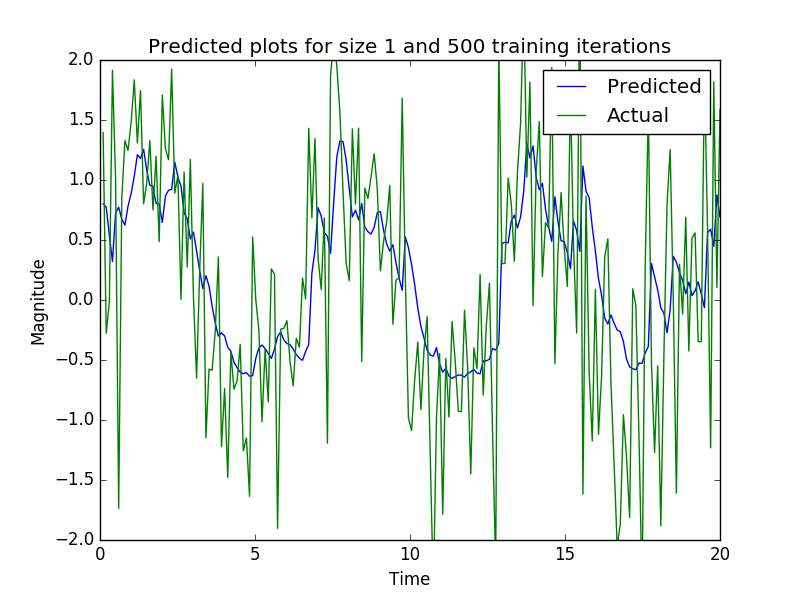 Predicted plots for size 1 and 500 training iterations
Predicted
Actual
2.0
1.5
1.0
0.5
0.0
−0.5
−1.0
−1.5
−2.0
Magnitude
0
5
10
15
20
Time